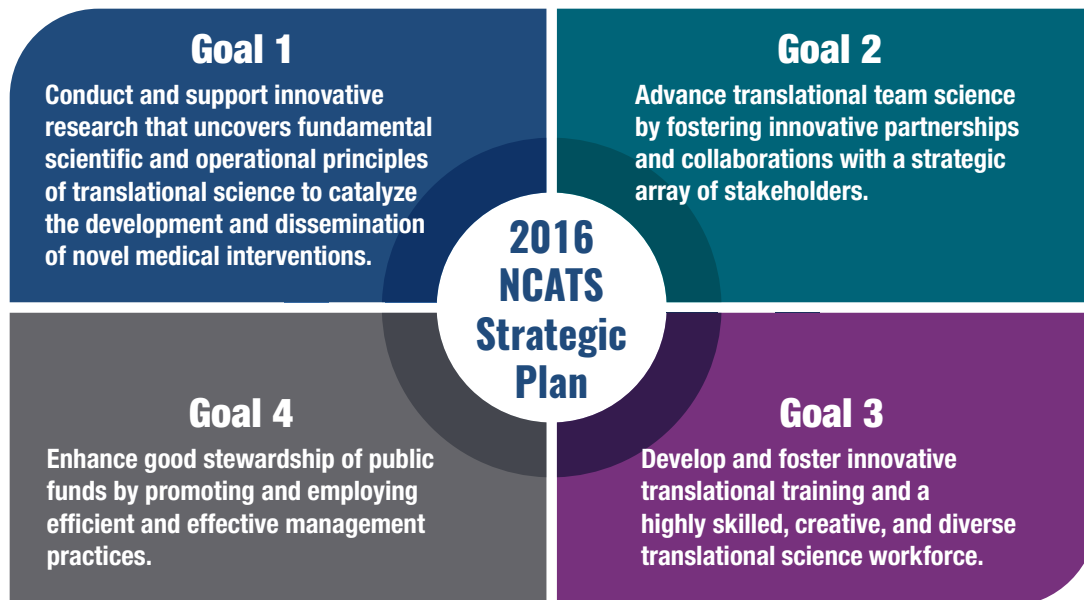 Goal 1
Conduct and support innovative
research that uncovers fundamental
scientific and operational principles
of translational science to catalyze
the development and dissemination
of novel medical interventions.
Goal 2
Advance translational team science
by fostering innovative partnerships
and collaborations with a strategic
array of stakeholders.
2016
NCATS
Strategic
Plan
Goal 4
Enhance good stewardship of public
funds by promoting and employing
efficient and effective management
practices.
Goal 3
Develop and foster innovative
translational training and a
highly skilled, creative, and diverse
translational science workforce.